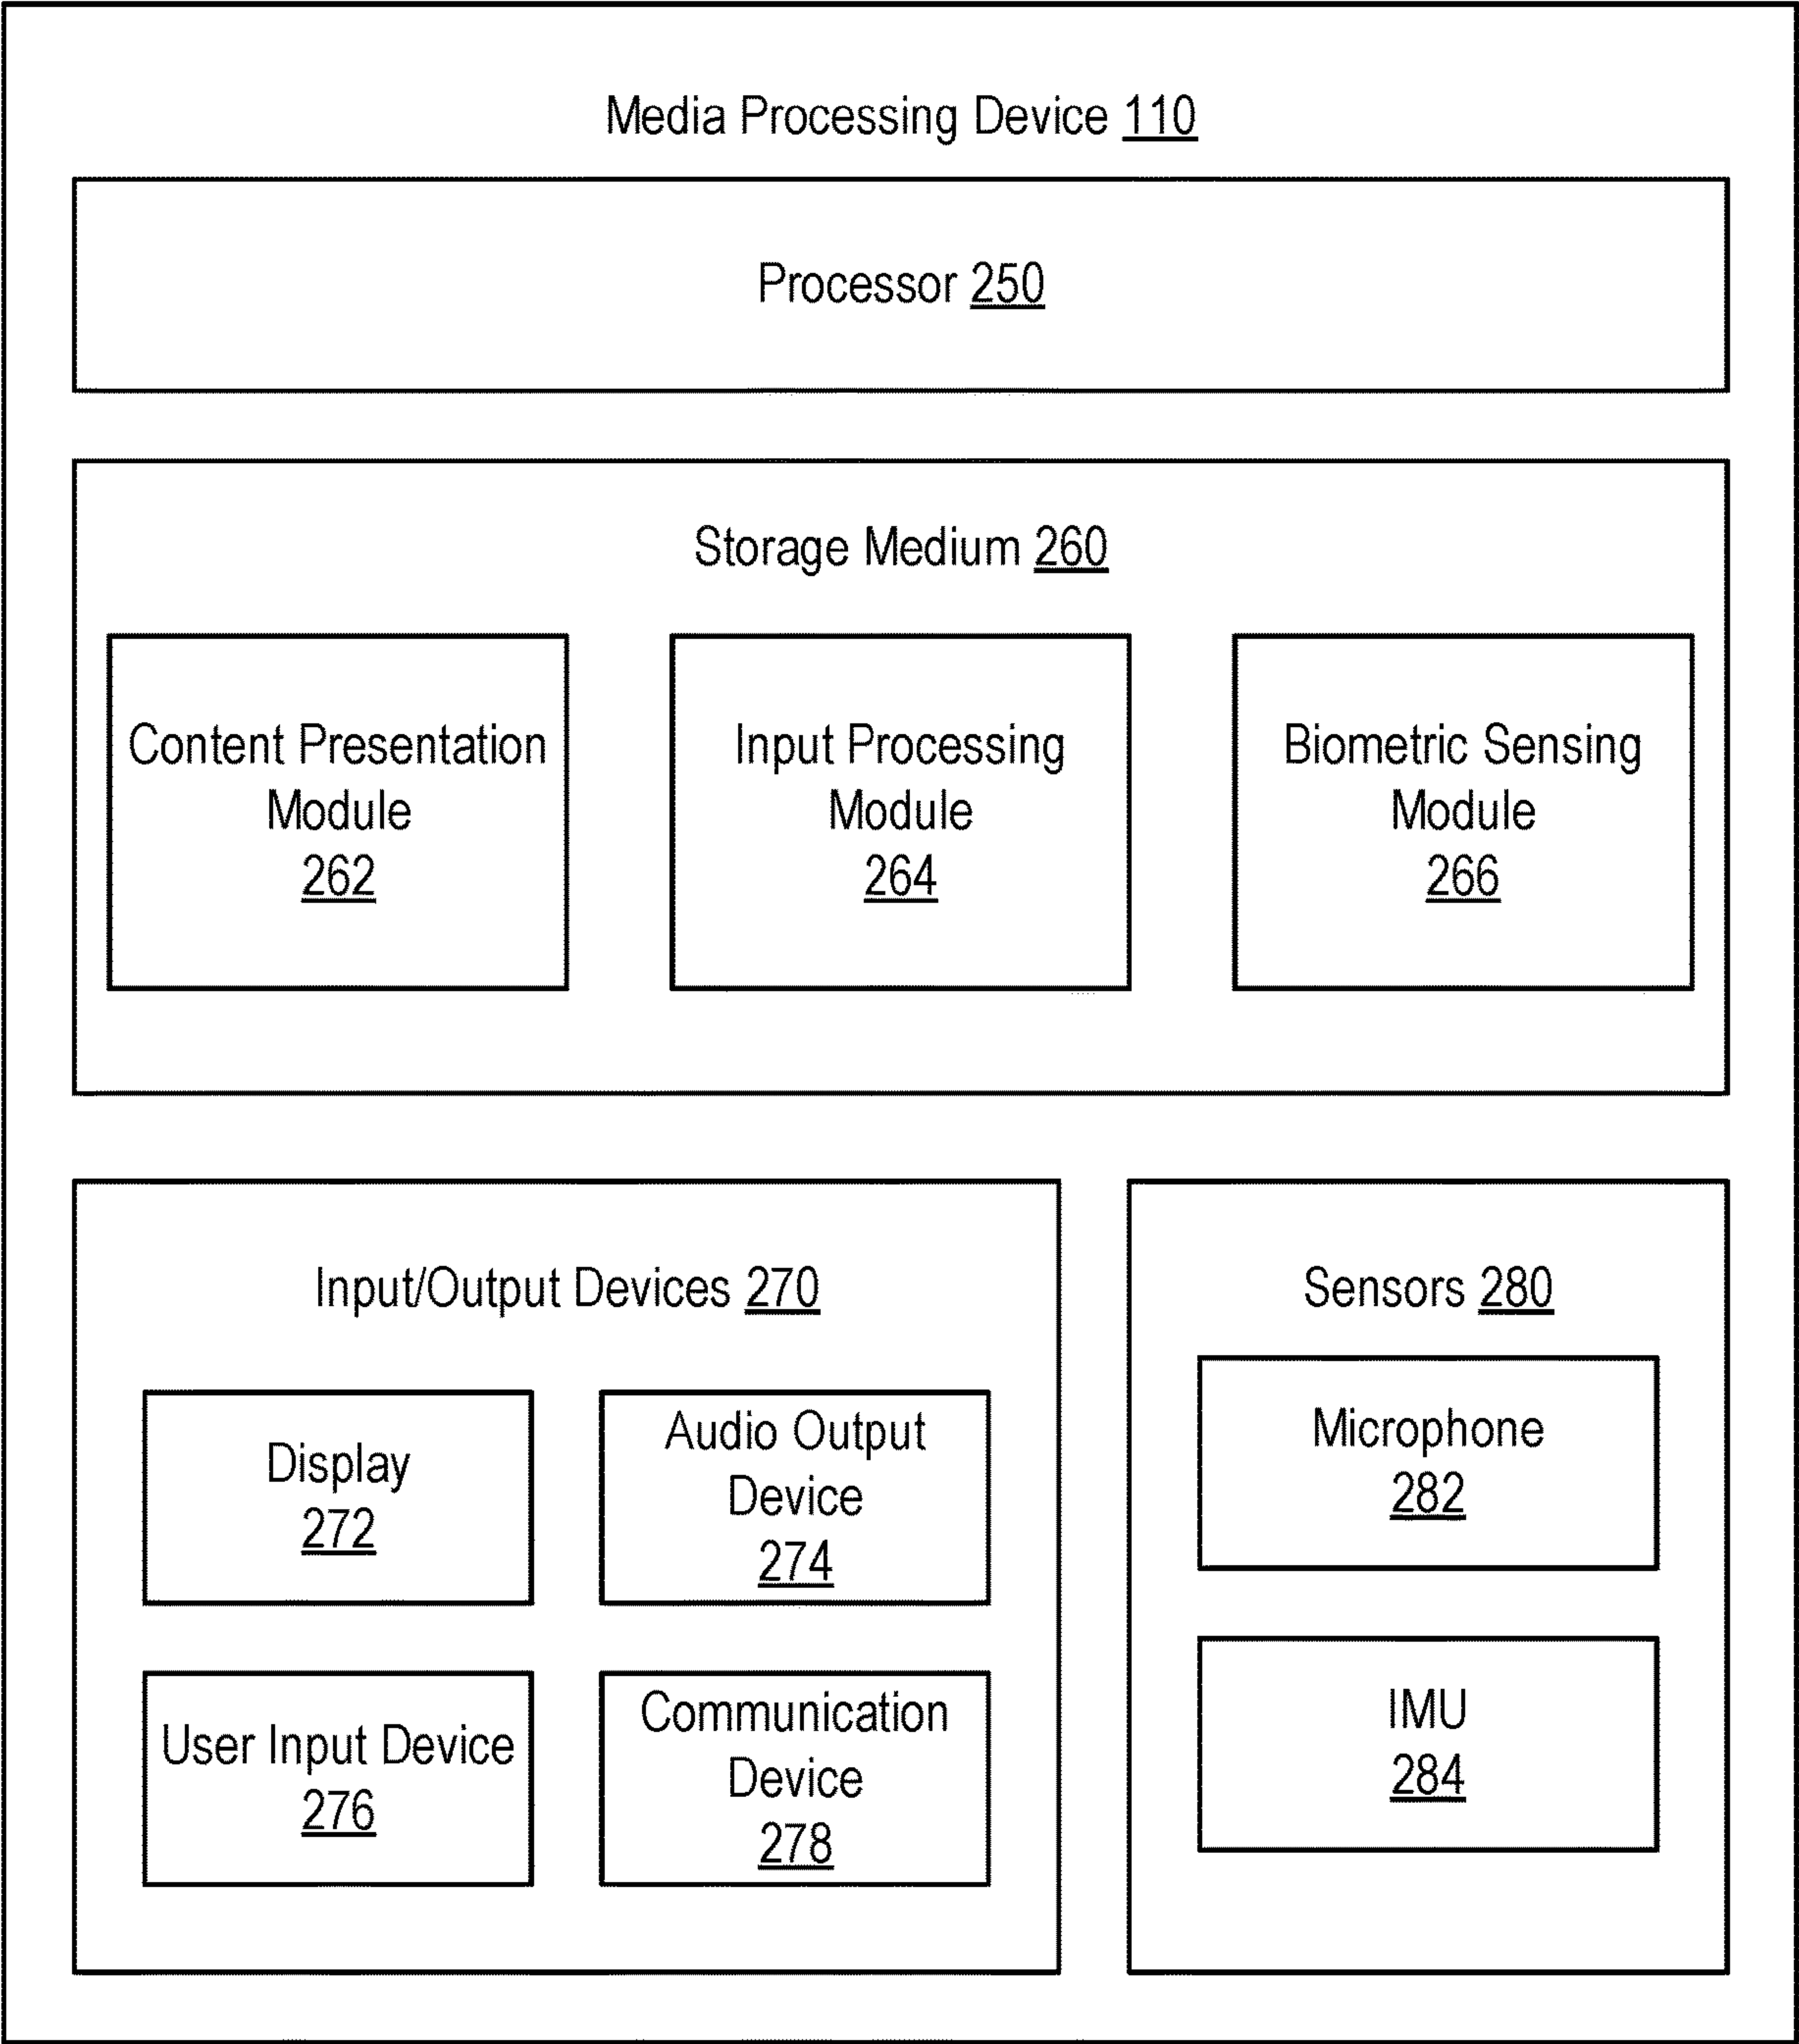 Media Processing Device 110
Processor 250
Storage Medium 260
Content Presentation
Module
262
Input Processing
Module
264
Biometric Sensing
Module
266
Input/Output Devices 270
Display
272
Audio Output
Device
274
User Input Device
276
Communication
Device
278
Sensors 280
Microphone
282
IMU
284